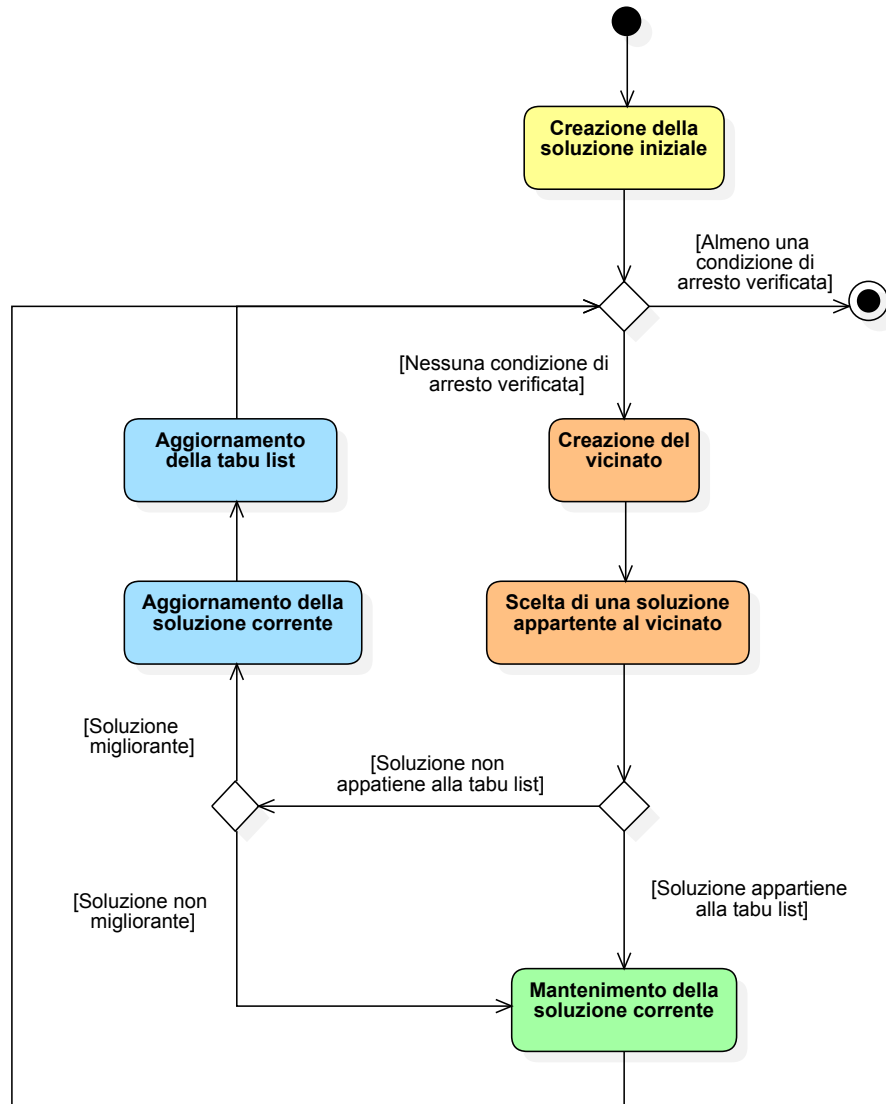 Creazione della
soluzione iniziale
[Almeno una
condizione di
arresto verificata]
[Nessuna condizione di
arresto verificata]
Aggiornamento
della tabu list
Creazione del
vicinato
Aggiornamento della
soluzione corrente
Scelta di una soluzione
appartente al vicinato
[Soluzione
migliorante]
[Soluzione non
appatiene alla tabu list]
[Soluzione non
migliorante]
[Soluzione appartiene
alla tabu list]
Mantenimento della
soluzione corrente